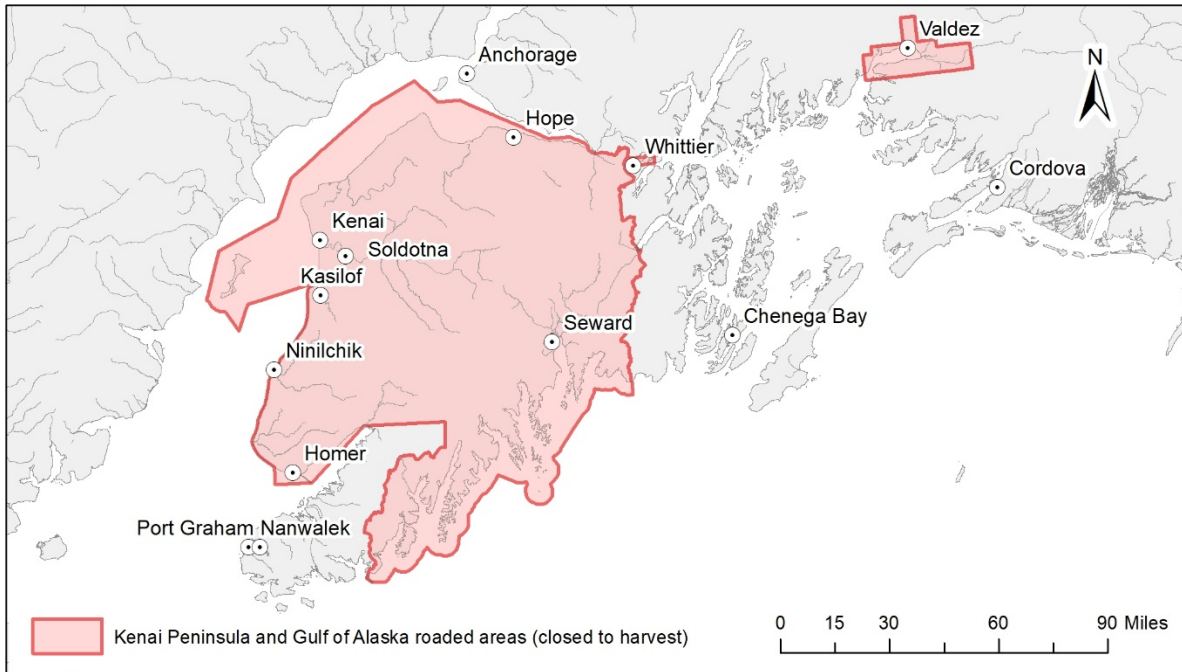 Valdez
Anchorage
N
Hope
Whittier
Cordova
Kenai
Soldotna
Kasilof
Chenega Bay
Seward
Ninilchik
Homer
Port Graham Nanwalek
Kenai Peninsula and Gulf of Alaska roaded areas (closed to harvest)
0 15 30 60 90 Miles